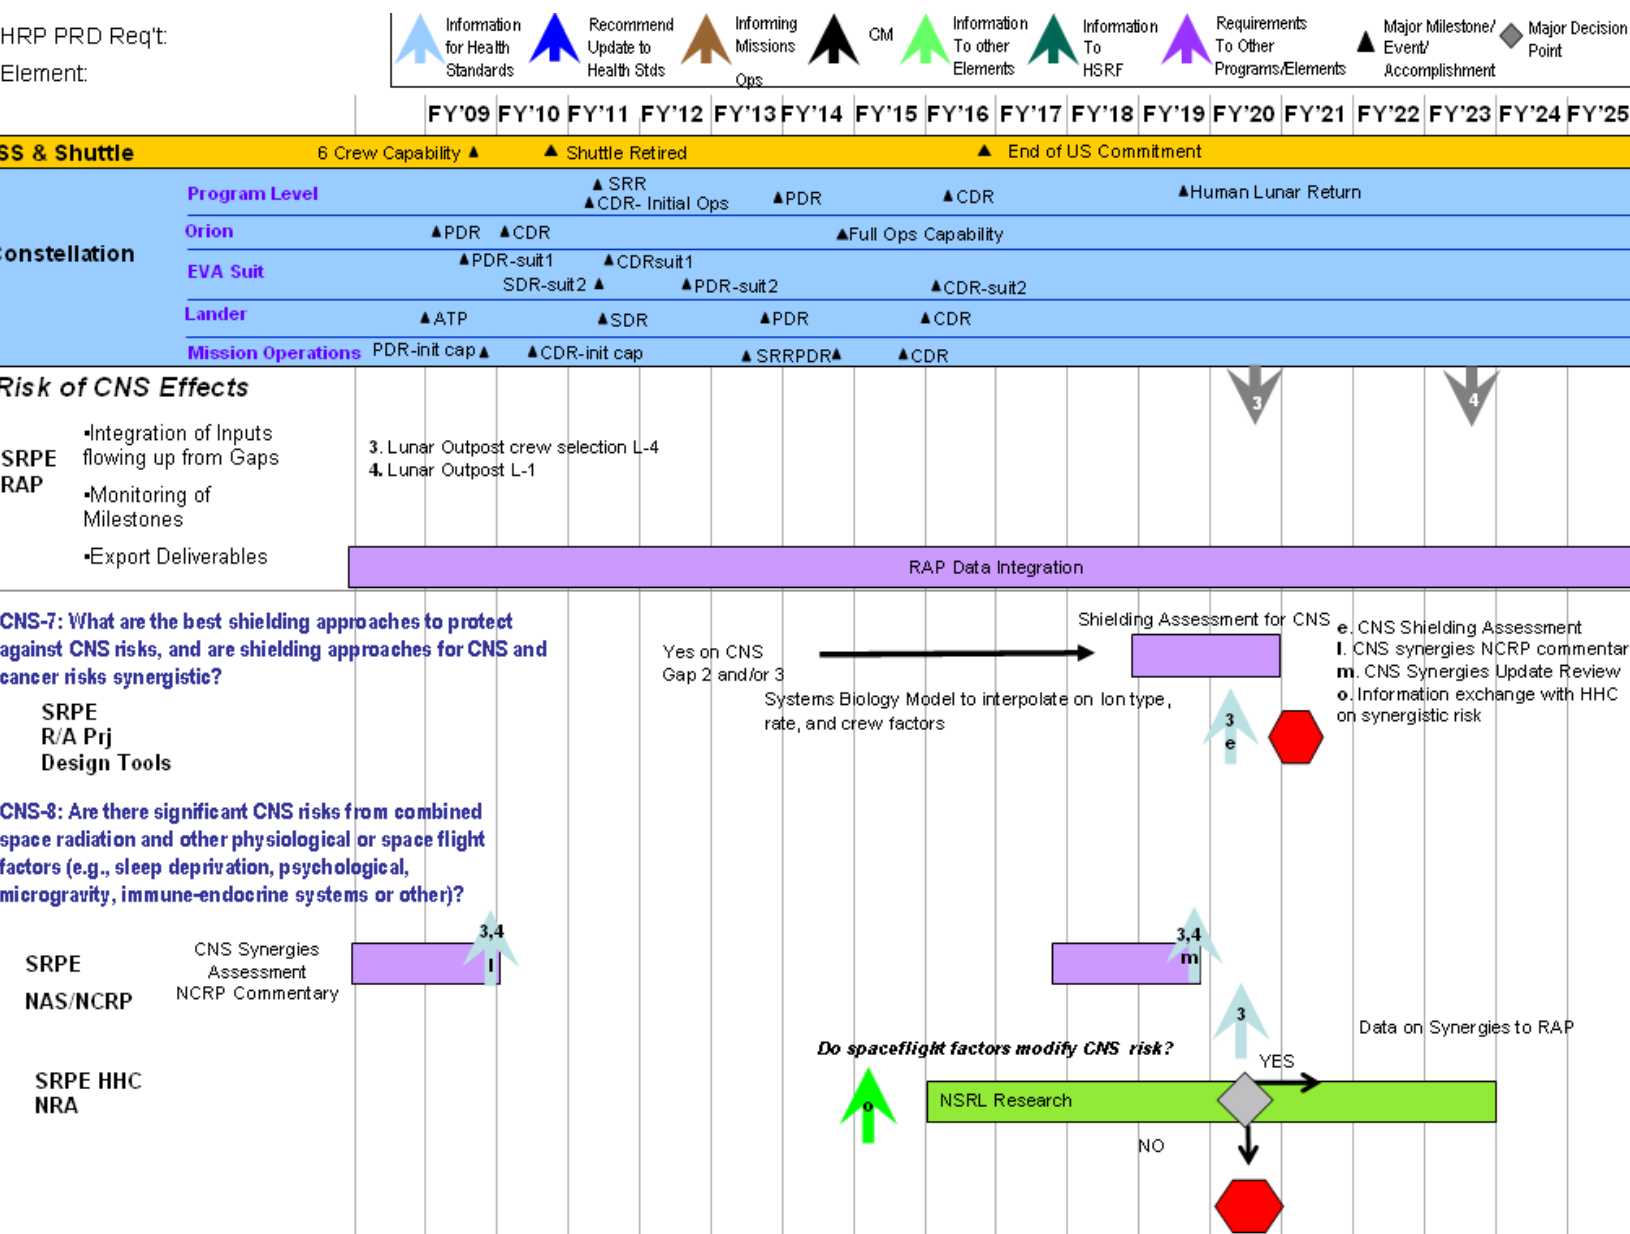 HRP PRD Req't:
Element:
Information
for Health
Standards
Recommend
Update to
Health Stds
Informing
Missions
Ops
CM
Information
To other
Elements
Information
To
HSRF
Requirements
To Other
Programs/Elements
Major Milestone/
Event/
Accomplishment
Major Decision
Point
FY'09 FY'10 FY'11 FY'12 FY'13 FY'14 FY'15 FY'16 FY'17 FY'18 FY'19 FY'20 FY'21 FY'22 FY'23 FY'24 FY'25
SS & Shuttle 6 Crew Capability Shuttle Retired End of US Commitment
onstellation
Program Level
SRR
CDR- Initial Ops PDR CDR Human Lunar Return
Orion PDR CDR Full Ops Capability
EVA Suit
PDR-suit1 CDRsuit1
SDR-suit2 PDR-suit2 CDR-suit2
Lander ATP SDR PDR CDR
Mission Operations PDR-init cap CDR-init cap SRR PDR CDR
Risk of CNS Effects
3 4
SRPE
RAP
▪Integration of Inputs
flowing up from Gaps
▪Monitoring of
Milestones
▪Export Deliverables
3. Lunar Outpost crew selection L-4
4. Lunar Outpost L-1
RAP Data Integration
CNS-7: What are the best shielding approaches to protect
against CNS risks, and are shielding approaches for CNS and
cancer risks synergistic?
SRPE
R/A Prj
Design Tools
Yes on CNS
Gap 2 and/or 3
Systems Biology Model to interpolate on Ion type,
rate, and crew factors
Shielding Assessment for CNS
3
e
e. CNS Shielding Assessment
l. CNS synergies NCRP commentar
m. CNS Synergies Update Review
o. Information exchange with HHC
on synergistic risk
CNS-8: Are there significant CNS risks from combined
space radiation and other physiological or space flight
factors (e.g., sleep deprivation, psychological,
microgravity, immune-endocrine systems or other)?
SRPE
NAS/NCRP
CNS Synergies
Assessment
NCRP Commentary
3,4
l
3,4
m
3
Data on Synergies to RAP
Do spaceflight factors modify CNS risk?
YES
SRPE HHC
NRA
o
NSRL Research
NO